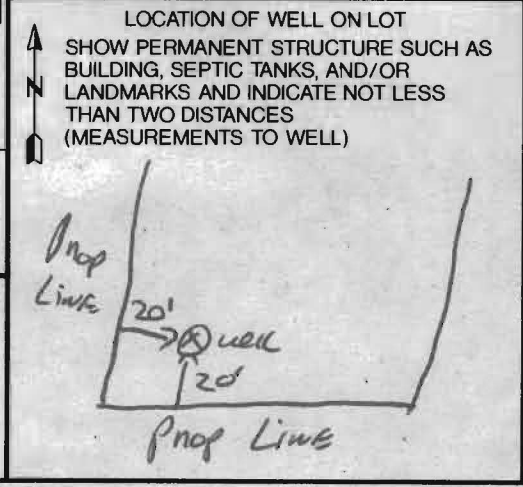 LOCATION OF WELL ON LOT
SHOW PERMANENT STRUCTURE SUCH AS
BUILDING, SEPTIC TANKS, AND/OR
N
LANDMARKS AND INDICATE NOT LESS
THAN TWO DISTANCES
(MEASUREMENTS TO WELL)
Prop
Line
20'
well
20'
Prop Line